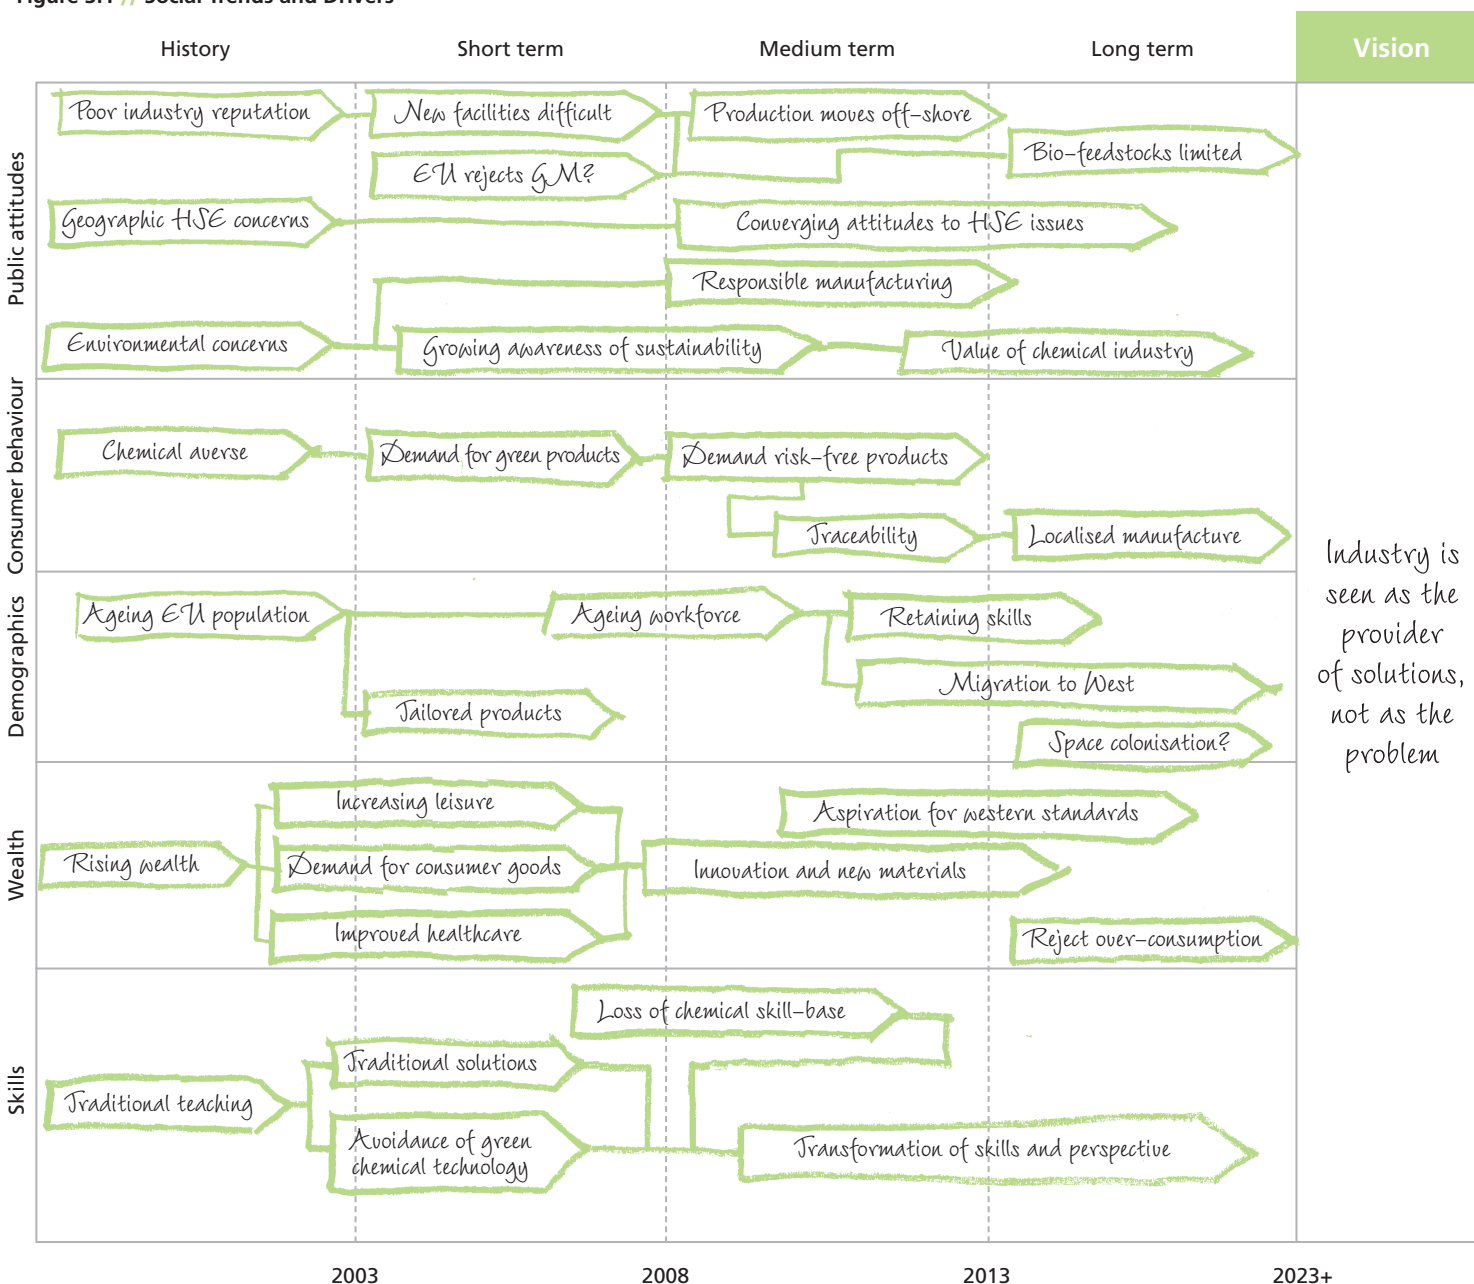 Figure 3.1 // Social Trends and Drivers
History
Short term
Medium term
Long term
Vision
Public attitudes
Poor industry reputation
New facilities difficult
Production moves off-shore
EU rejects GM?
Bio-feedstocks limited
Geographic HSE concerns
Converging attitudes to HSE issues
Responsible manufacturing
Environmental concerns
Growing awareness of sustainability
Value of chemical industry
Consumer behaviour
Chemical averse
Demand for green products
Demand risk-free products
Traceability
Localised manufacture
Demographics
Ageing EU population
Ageing workforce
Retaining skills
Migration to West
Tailored products
Space colonisation?
Wealth
Rising wealth
Increasing leisure
Demand for consumer goods
Improved healthcare
Aspiration for western standards
Innovation and new materials
Reject over-consumption
Skills
Traditional teaching
Loss of chemical skill-base
Traditional solutions
Avoidance of green
chemical technology
Transformation of skills and perspective
Industry is
seen as the
provider
of solutions,
not as the
problem
2003
2008
2013
2023+